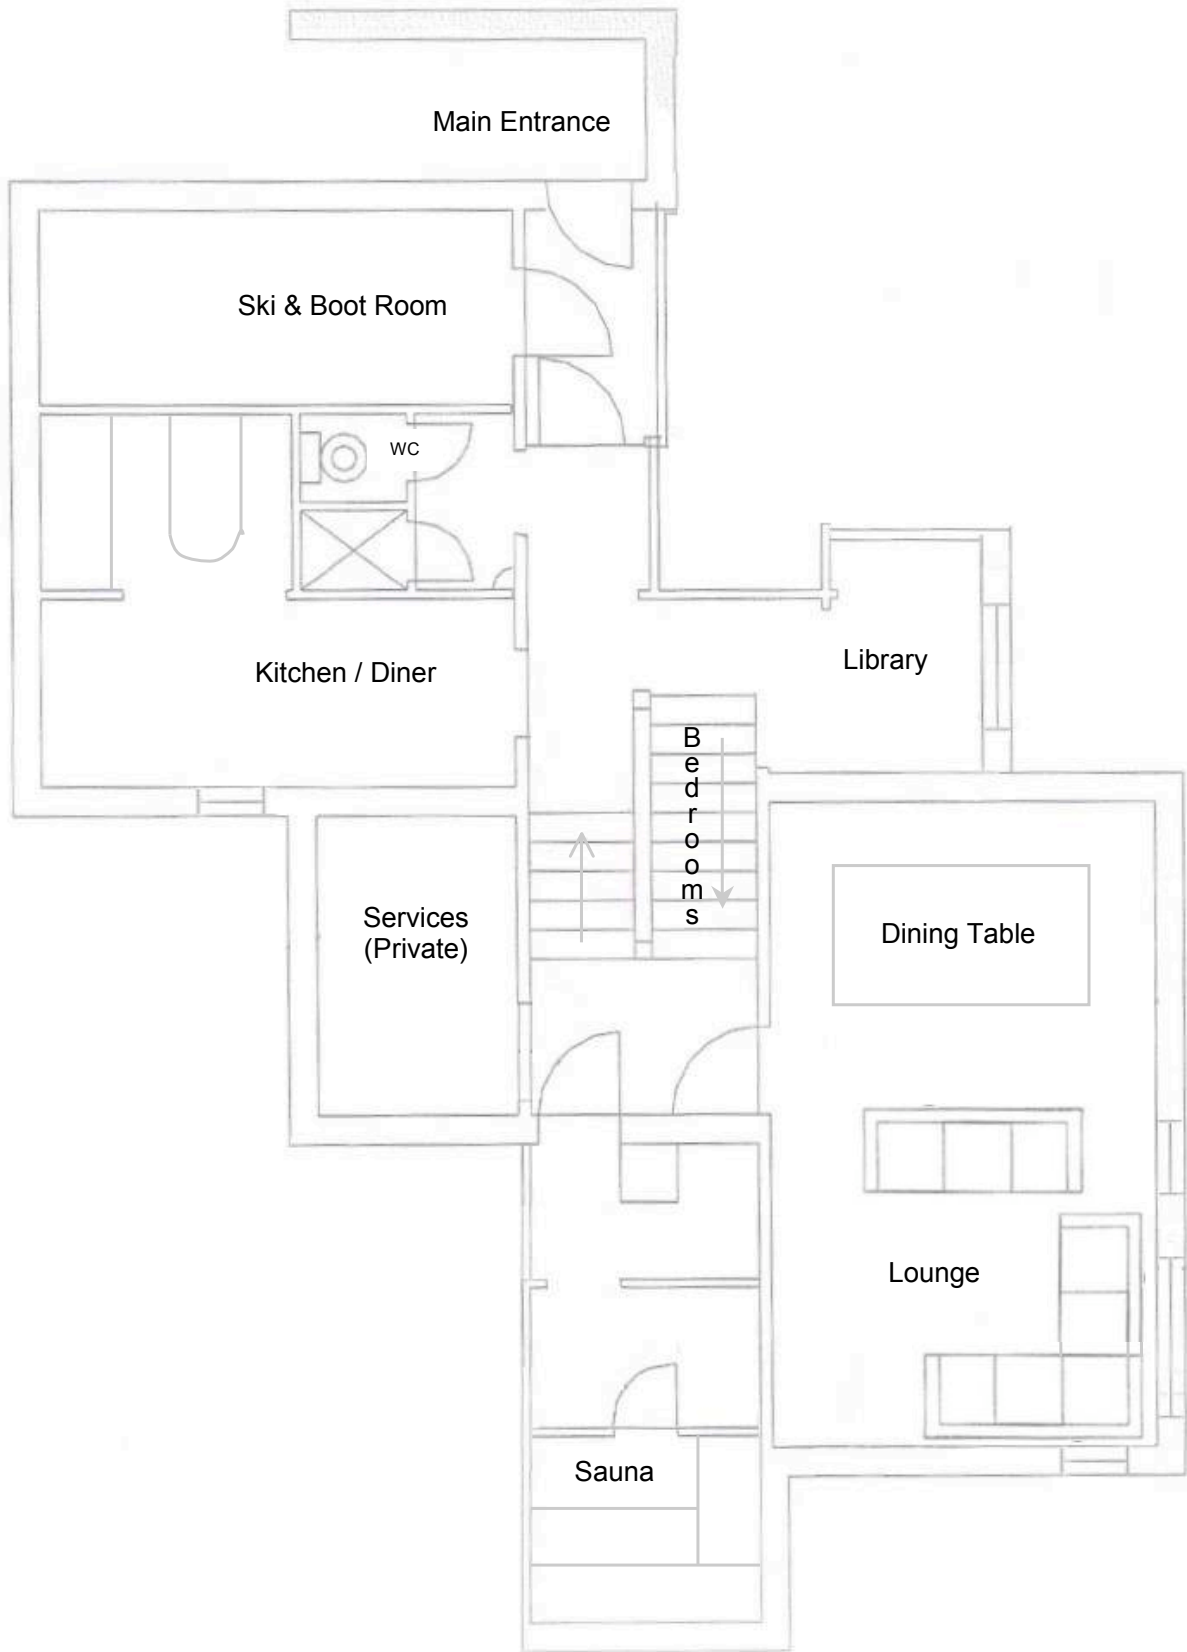 Main Entrance
Ski & Boot Room
WC
Kitchen / Diner
Library
Bedrooms
Services
(Private)
Dining Table
Lounge
Sauna